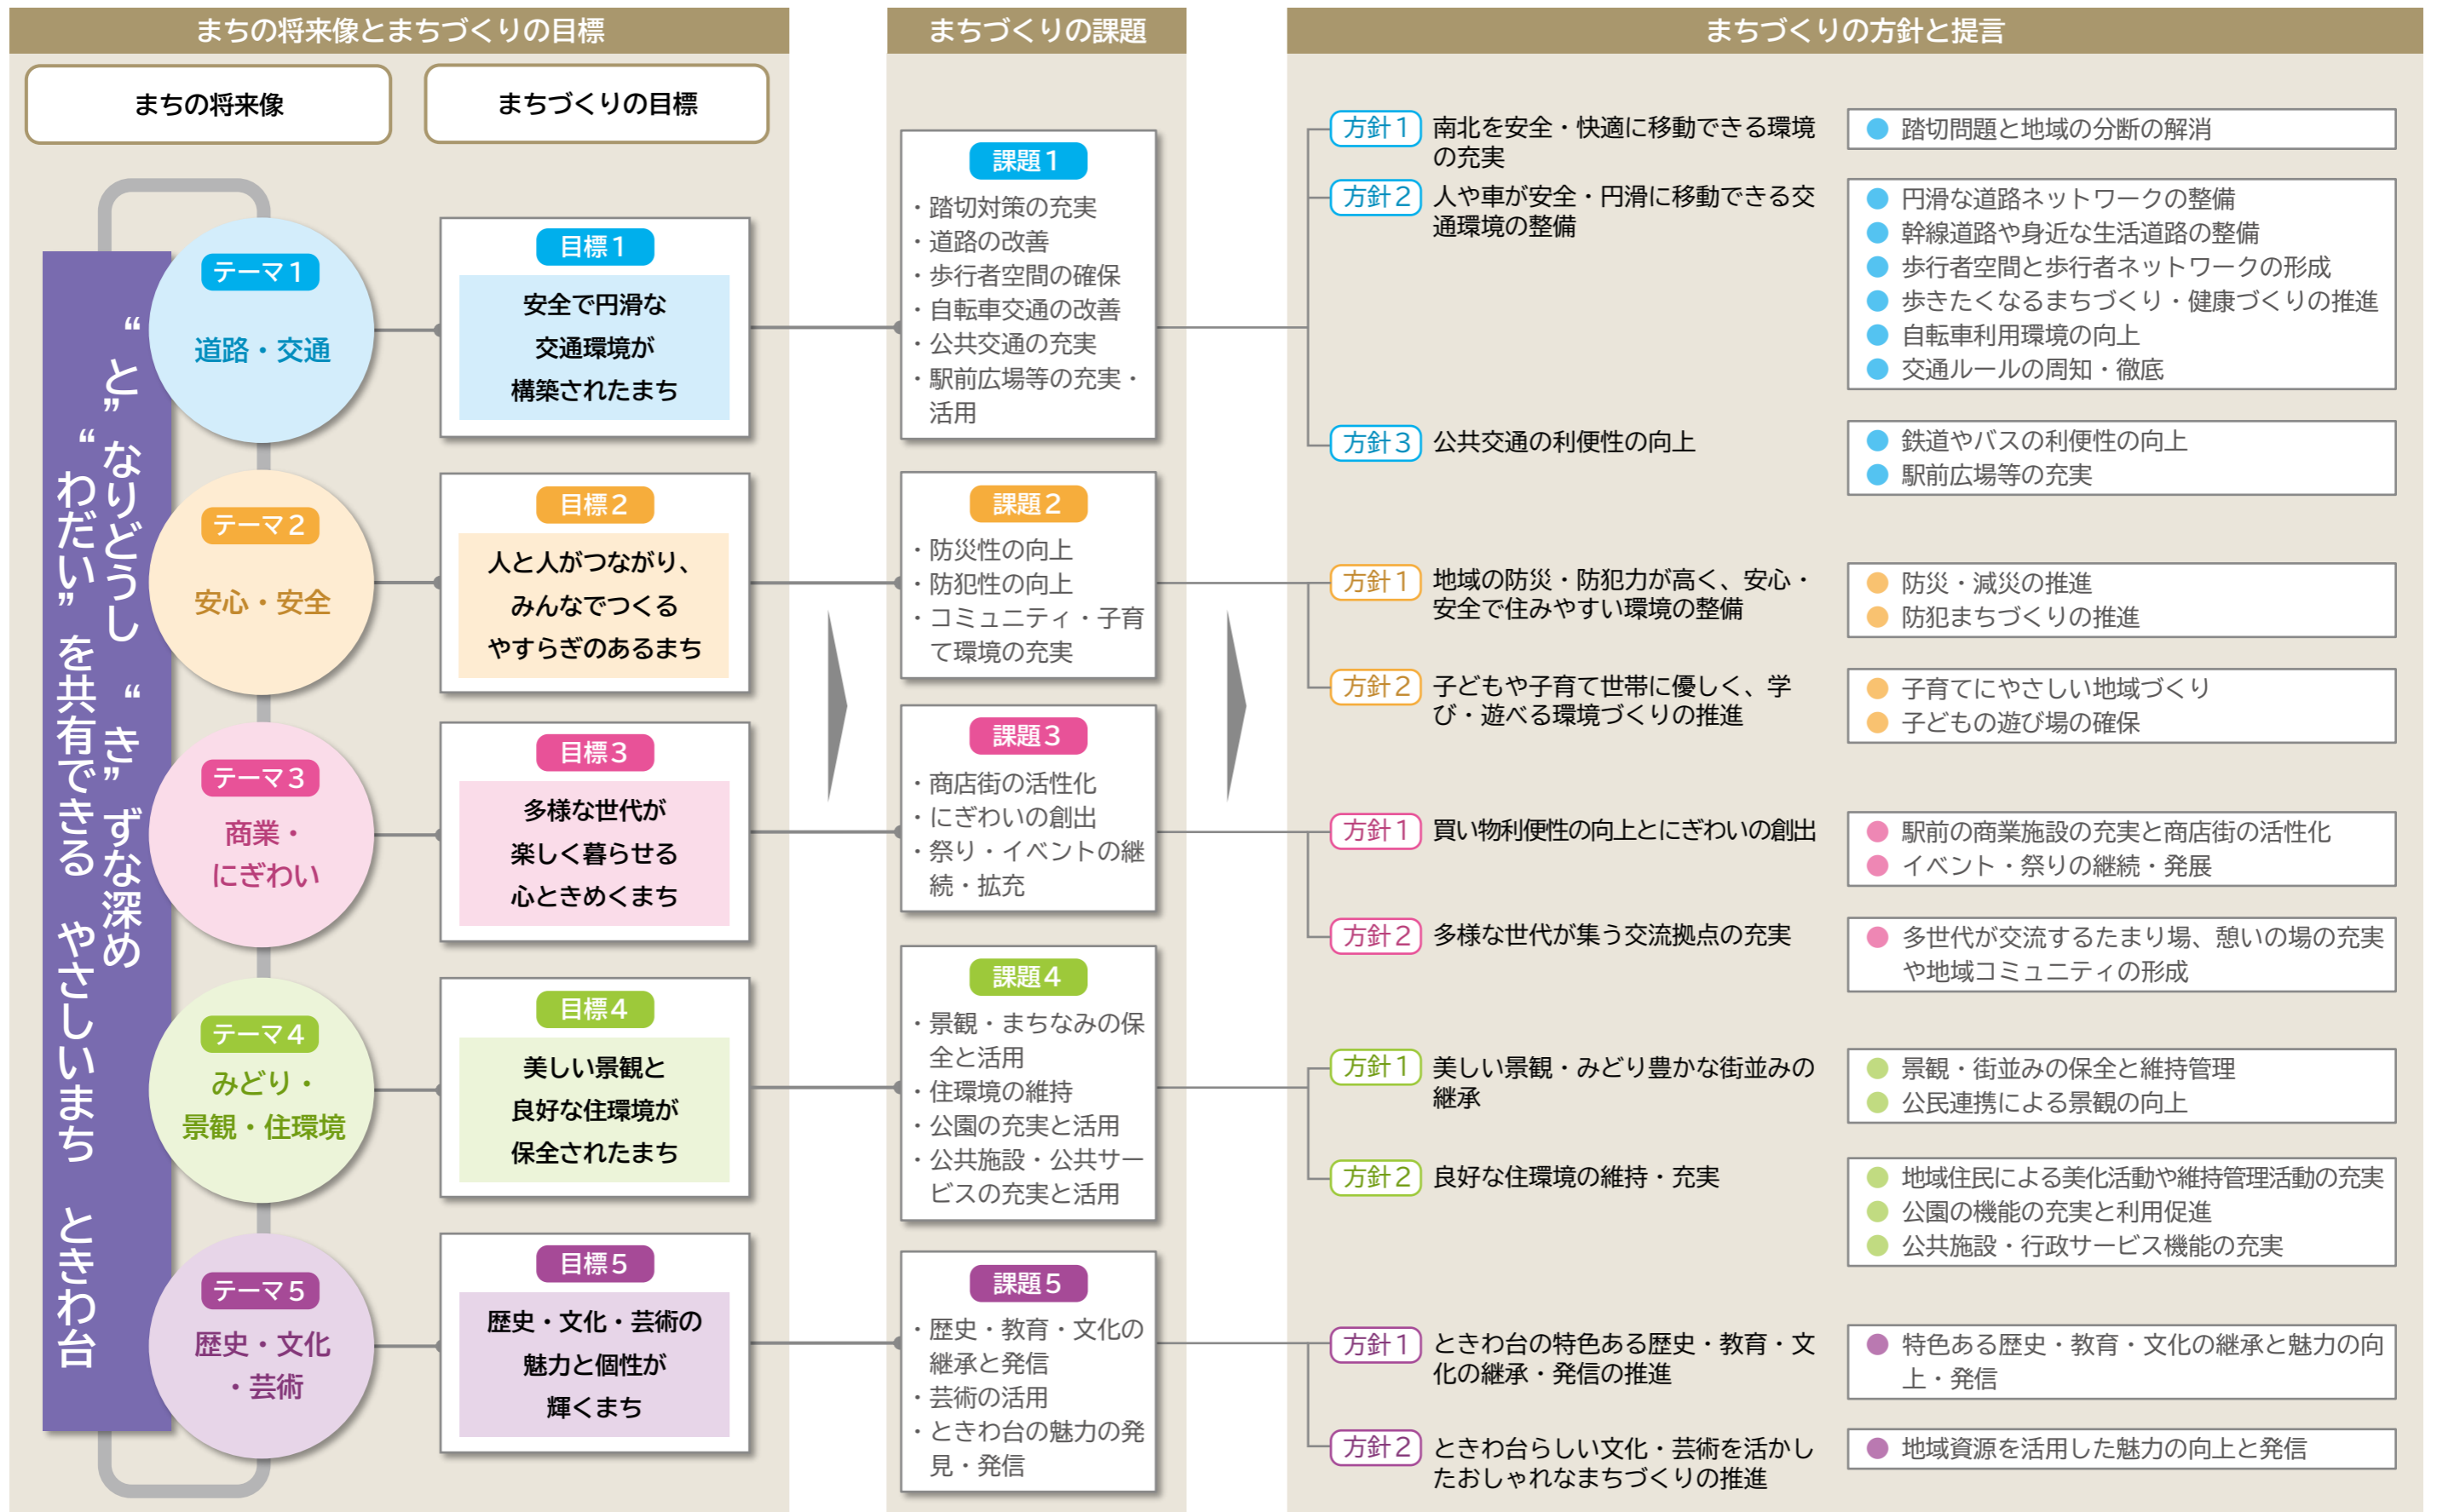 まちの将来像とまちづくりの目標
まちの将来像
まちづくりの目標
“と”なりどうし “き”ずな深め
“わだい”を共有できる やさしいまち ときわ台
テーマ1
道路・交通
テーマ2
安心・安全
テーマ3
商業・
にぎわい
テーマ4
みどり・
景観・住環境
テーマ5
歴史・文化
・芸術
目標1
安全で円滑な
交通環境が
構築されたまち
目標2
人と人がつながり、
みんなでつくる
やすらぎのあるまち
目標3
多様な世代が
楽しく暮らせる
心ときめくまち
目標4
美しい景観と
良好な住環境が
保全されたまち
目標5
歴史・文化・芸術の
魅力と個性が
輝くまち
まちづくりの課題
課題1
・踏切対策の充実
・道路の改善
・歩行者空間の確保
・自転車交通の改善
・公共交通の充実
・駅前広場等の充実・
活用
課題2
・防災性の向上
・防犯性の向上
・コミュニティ・子育
て環境の充実
課題3
・商店街の活性化
・にぎわいの創出
・祭り・イベントの継
続・拡充
課題4
・景観・まちなみの保
全と活用
・住環境の維持
・公園の充実と活用
・公共施設・公共サー
ビスの充実と活用
課題5
・歴史・教育・文化の
継承と発信
・芸術の活用
・ときわ台の魅力の発
見・発信
まちづくりの方針と提言
方針1 南北を安全・快適に移動できる環境
の充実
● 踏切問題と地域の分断の解消
方針2 人や車が安全・円滑に移動できる交
通環境の整備
● 円滑な道路ネットワークの整備
● 幹線道路や身近な生活道路の整備
● 歩行者空間と歩行者ネットワークの形成
● 歩きたくなるまちづくり・健康づくりの推進
● 自転車利用環境の向上
● 交通ルールの周知・徹底
方針3 公共交通の利便性の向上
● 鉄道やバスの利便性の向上
● 駅前広場等の充実
方針1 地域の防災・防犯力が高く、安心・
安全で住みやすい環境の整備
● 防災・減災の推進
● 防犯まちづくりの推進
方針2 子どもや子育て世帯に優しく、学
び・遊べる環境づくりの推進
● 子育てにやさしい地域づくり
● 子どもの遊び場の確保
方針1 買い物利便性の向上とにぎわいの創出
● 駅前の商業施設の充実と商店街の活性化
● イベント・祭りの継続・発展
方針2 多様な世代が集う交流拠点の充実
● 多世代が交流するたまり場、憩いの場の充実
や地域コミュニティの形成
方針1 美しい景観・みどり豊かな街並みの
継承
● 景観・街並みの保全と維持管理
● 公民連携による景観の向上
方針2 良好な住環境の維持・充実
● 地域住民による美化活動や維持管理活動の充実
● 公園の機能の充実と利用促進
● 公共施設・行政サービス機能の充実
方針1 ときわ台の特色ある歴史・教育・文
化の継承・発信の推進
● 特色ある歴史・教育・文化の継承と魅力の向
上・発信
方針2 ときわ台らしい文化・芸術を活かし
たおしゃれなまちづくりの推進
● 地域資源を活用した魅力の向上と発信